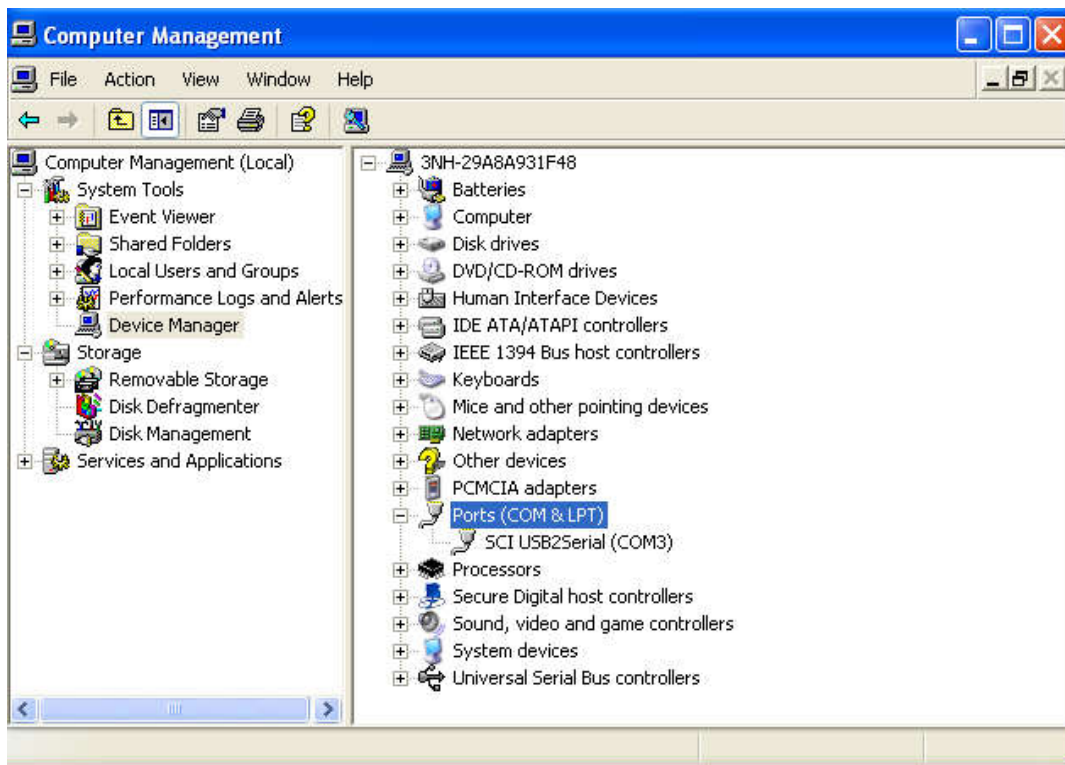 Computer Management
File Action View Window Help
Computer Management (Local)
System Tools
Event Viewer
Shared Folders
Local Users and Groups
Performance Logs and Alerts
Device Manager
Storage
Removable Storage
Disk Defragmenter
Disk Management
Services and Applications
3NH-29A8A931F48
Batteries
Computer
Disk drives
DVD/CD-ROM drives
Human Interface Devices
IDE ATA/ATAPI controllers
IEEE 1394 Bus host controllers
Keyboards
Mice and other pointing devices
Network adapters
Other devices
PCMCIA adapters
Ports (COM & LPT)
SCI USB2Serial (COM3)
Processors
Secure Digital host controllers
Sound, video and game controllers
System devices
Universal Serial Bus controllers